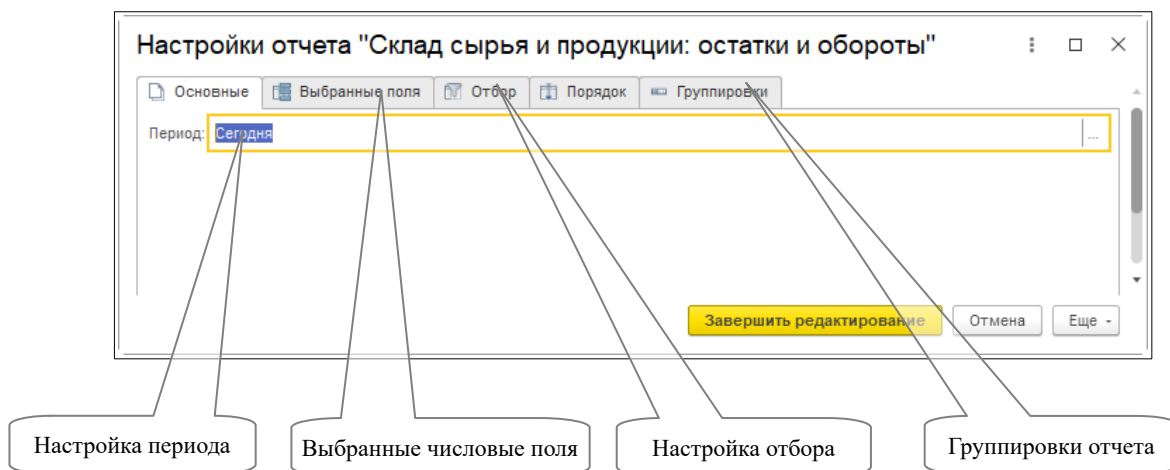 Настройки отчета "Склад сырья и продукции: остатки и обороты"
Основные Выбранные поля Отбор Порядок Группировки
Период: Сегодня ...
Завершить редактирование Отмена Еще
Настройка периода Выбранные числовые поля Настройка отбора Группировки отчета